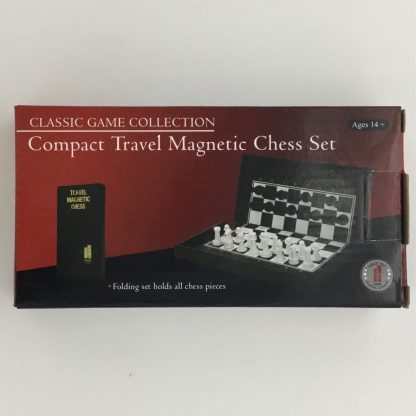 CLASSIC GAME COLLECTION
Ages 14 +
Compact Travel Magnetic Chess Set
TRAVEL
MAGNETIC
CHESS
• Folding set holds all chess pieces